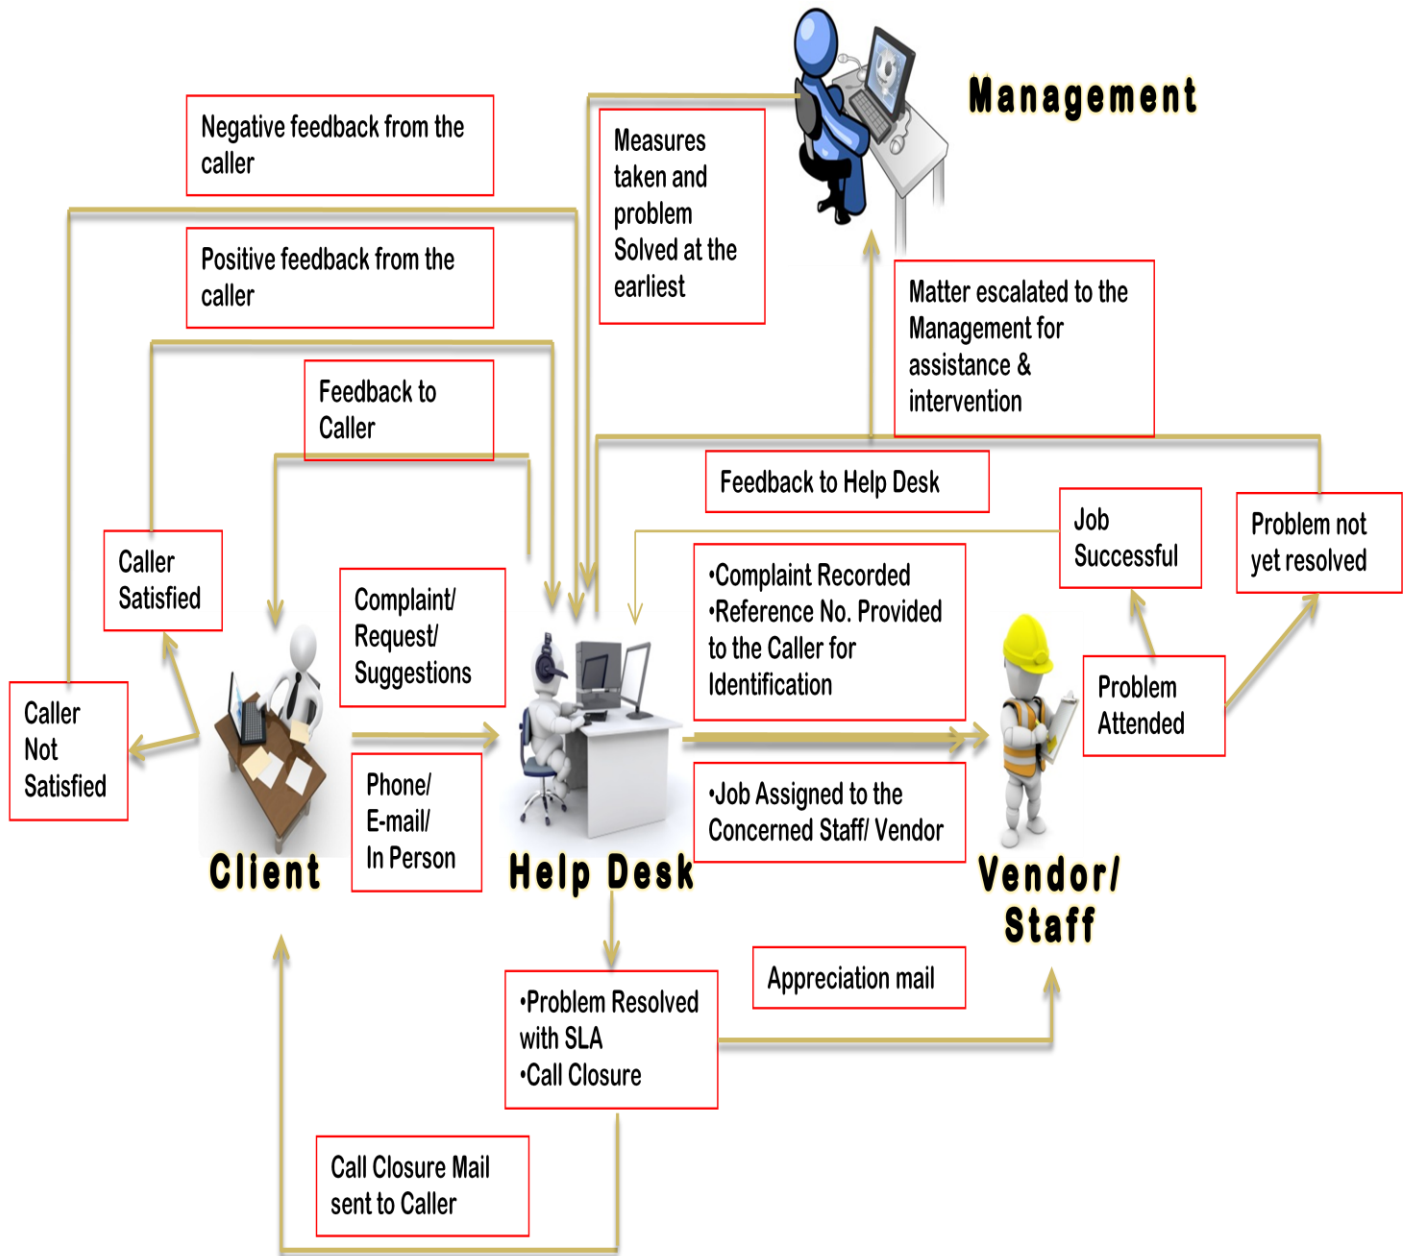 Management
Negative feedback from the
caller
Measures
taken and
problem
Solved at the
earliest
Positive feedback from the
caller
Matter escalated to the
Management for
assistance &
intervention
Feedback to
Caller
Feedback to Help Desk
Job
Successful
Problem not
yet resolved
Caller
Satisfied
Complaint/
Request/
Suggestions
•Complaint Recorded
•Reference No. Provided
to the Caller for
Identification
Problem
Attended
Caller
Not
Satisfied
Phone/
E-mail/
In Person
•Job Assigned to the
Concerned Staff/ Vendor
Client
Help Desk
Vendor/
Staff
Appreciation mail
•Problem Resolved
with SLA
•Call Closure
Call Closure Mail
sent to Caller